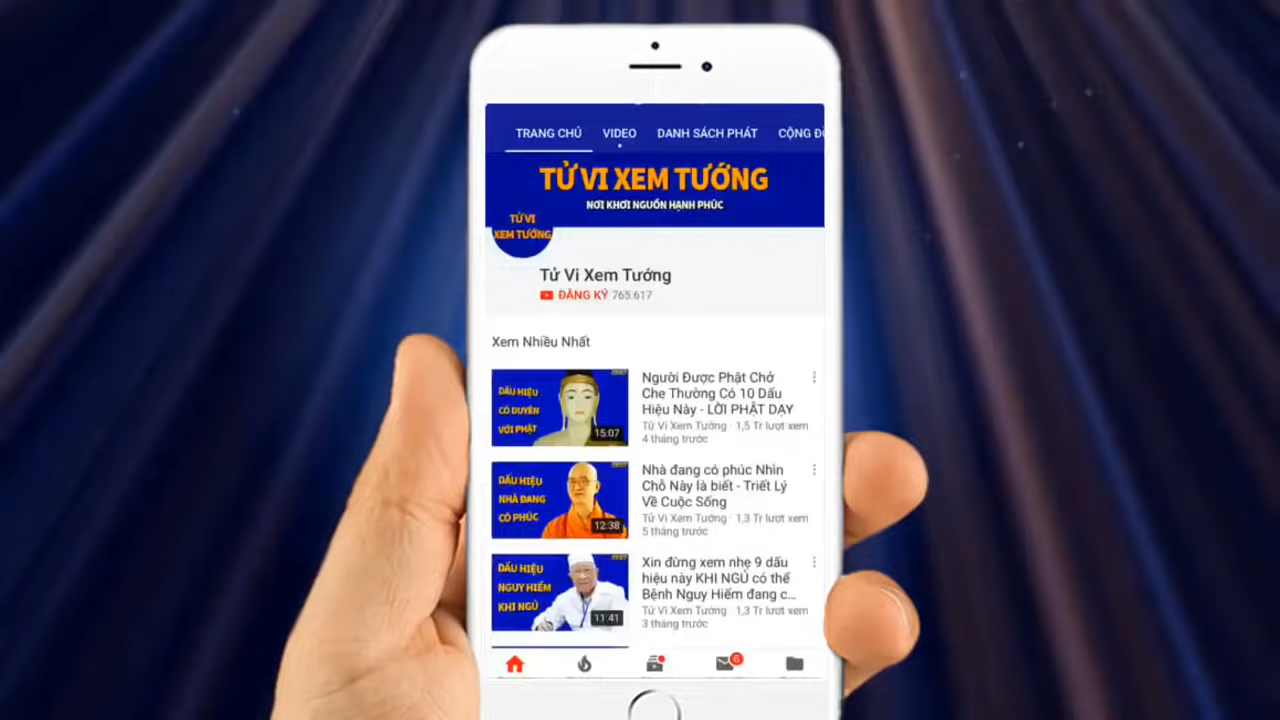 TRANG CHỦ VIDEO DANH SÁCH PHÁT CỘNG
TỬ VI XEM TƯỚNG
NƠI KHƠI NGUỒN HẠNH PHÚC
TỬ VI
XEM TƯỚNG
Tử Vi Xem Tướng
ĐĂNG KÝ 765.617
Xem Nhiều Nhất
DẤU HIỆU
CÓ DUYÊN
VỚI PHẬT
15:07
Người Được Phật Chở
Che Thường Có 10 Dấu
Hiệu Này - LỜI PHẬT DẠY
Tử Vi Xem Tướng · 1,5 Tr lượt xem
4 tháng trước
DẤU HIỆU
NHÀ ĐANG
CÓ PHÚC
12:38
Nhà đang có phúc Nhìn
Chỗ Này là biết - Triết Lý
Về Cuộc Sống
Tử Vi Xem Tướng · 1,3 Tr lượt xem
5 tháng trước
DẤU HIỆU
NGUY HIỂM
KHI NGỦ
11:41
Xin đừng xem nhẹ 9 dấu
hiệu này KHI NGỦ có thể
Bệnh Nguy Hiểm đang c...
Tử Vi Xem Tướng · 1,3 Tr lượt xem
3 tháng trước
6